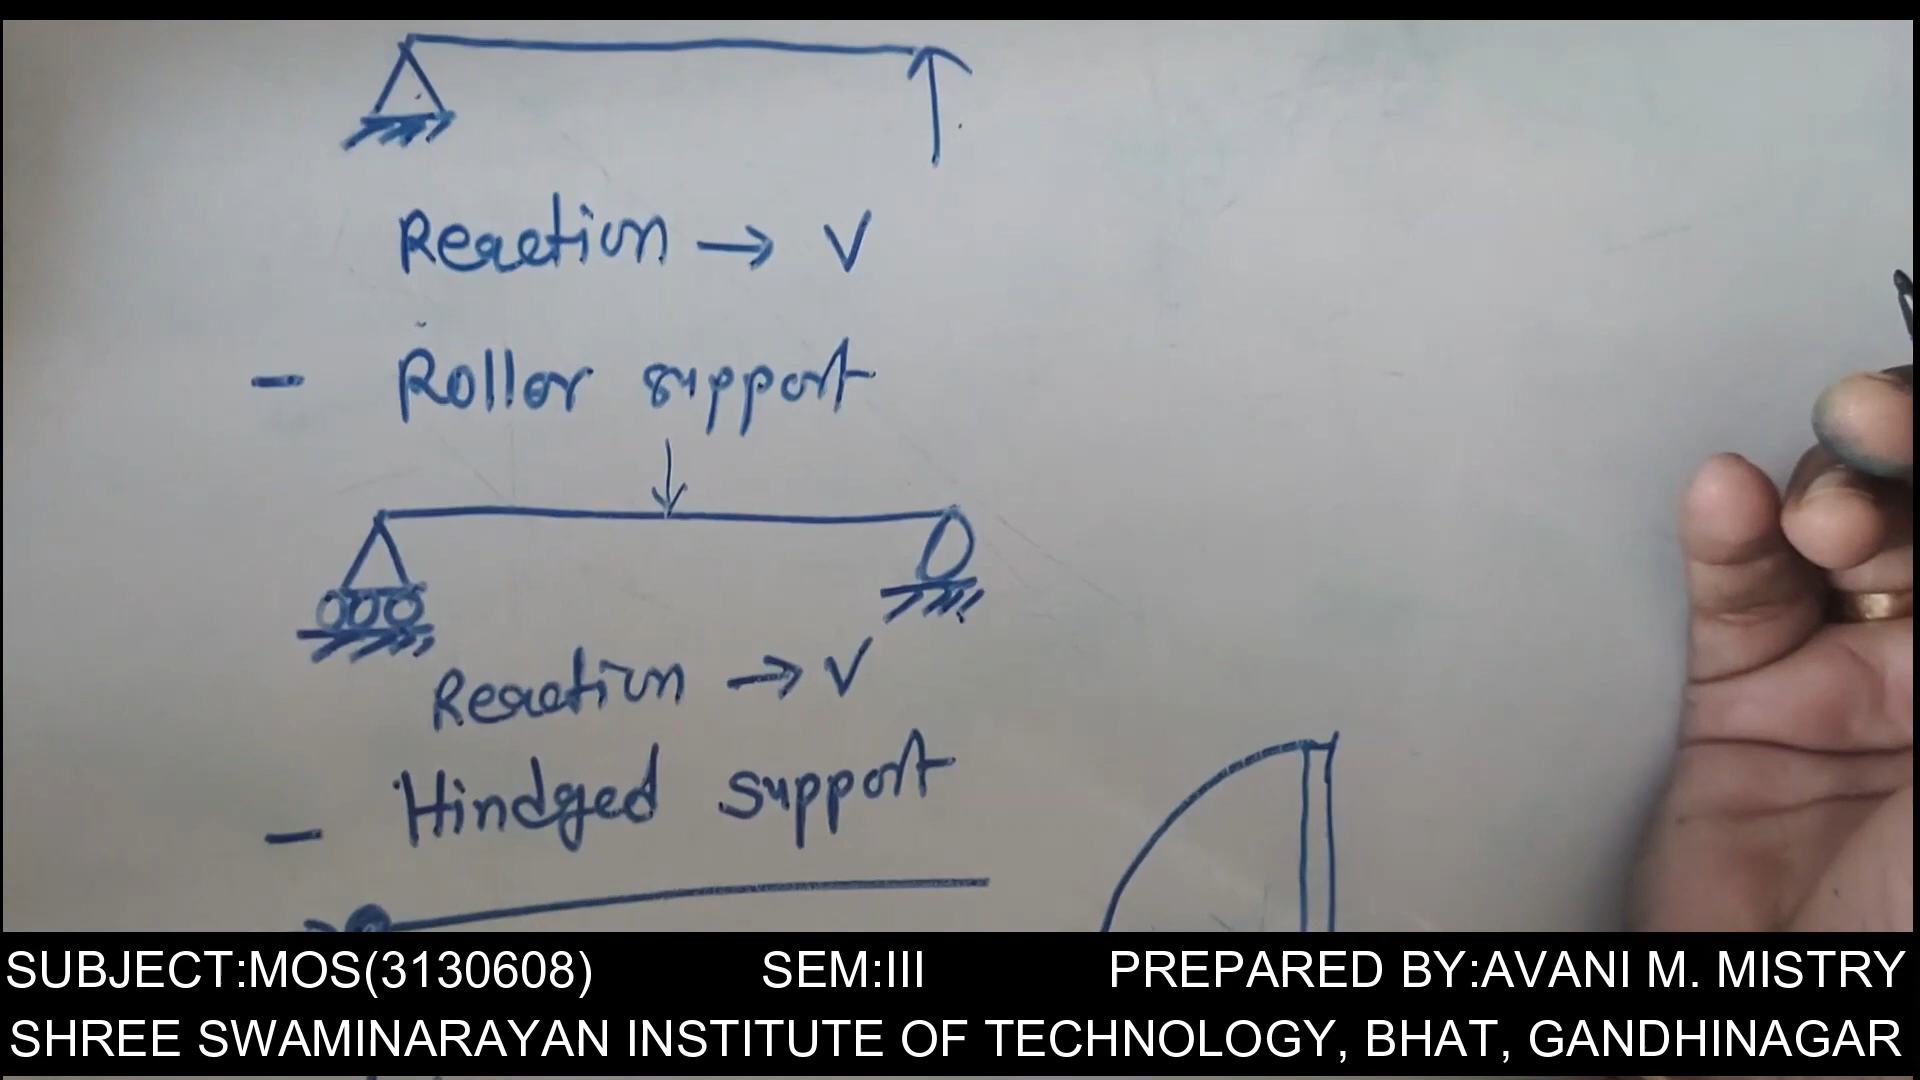 Reaction → V
- Rollor support
Reaction → V
- Hindged support
SUBJECT:MOS(3130608) SEM:III PREPARED BY:AVANI M. MISTRY
SHREE SWAMINARAYAN INSTITUTE OF TECHNOLOGY, BHAT, GANDHINAGAR